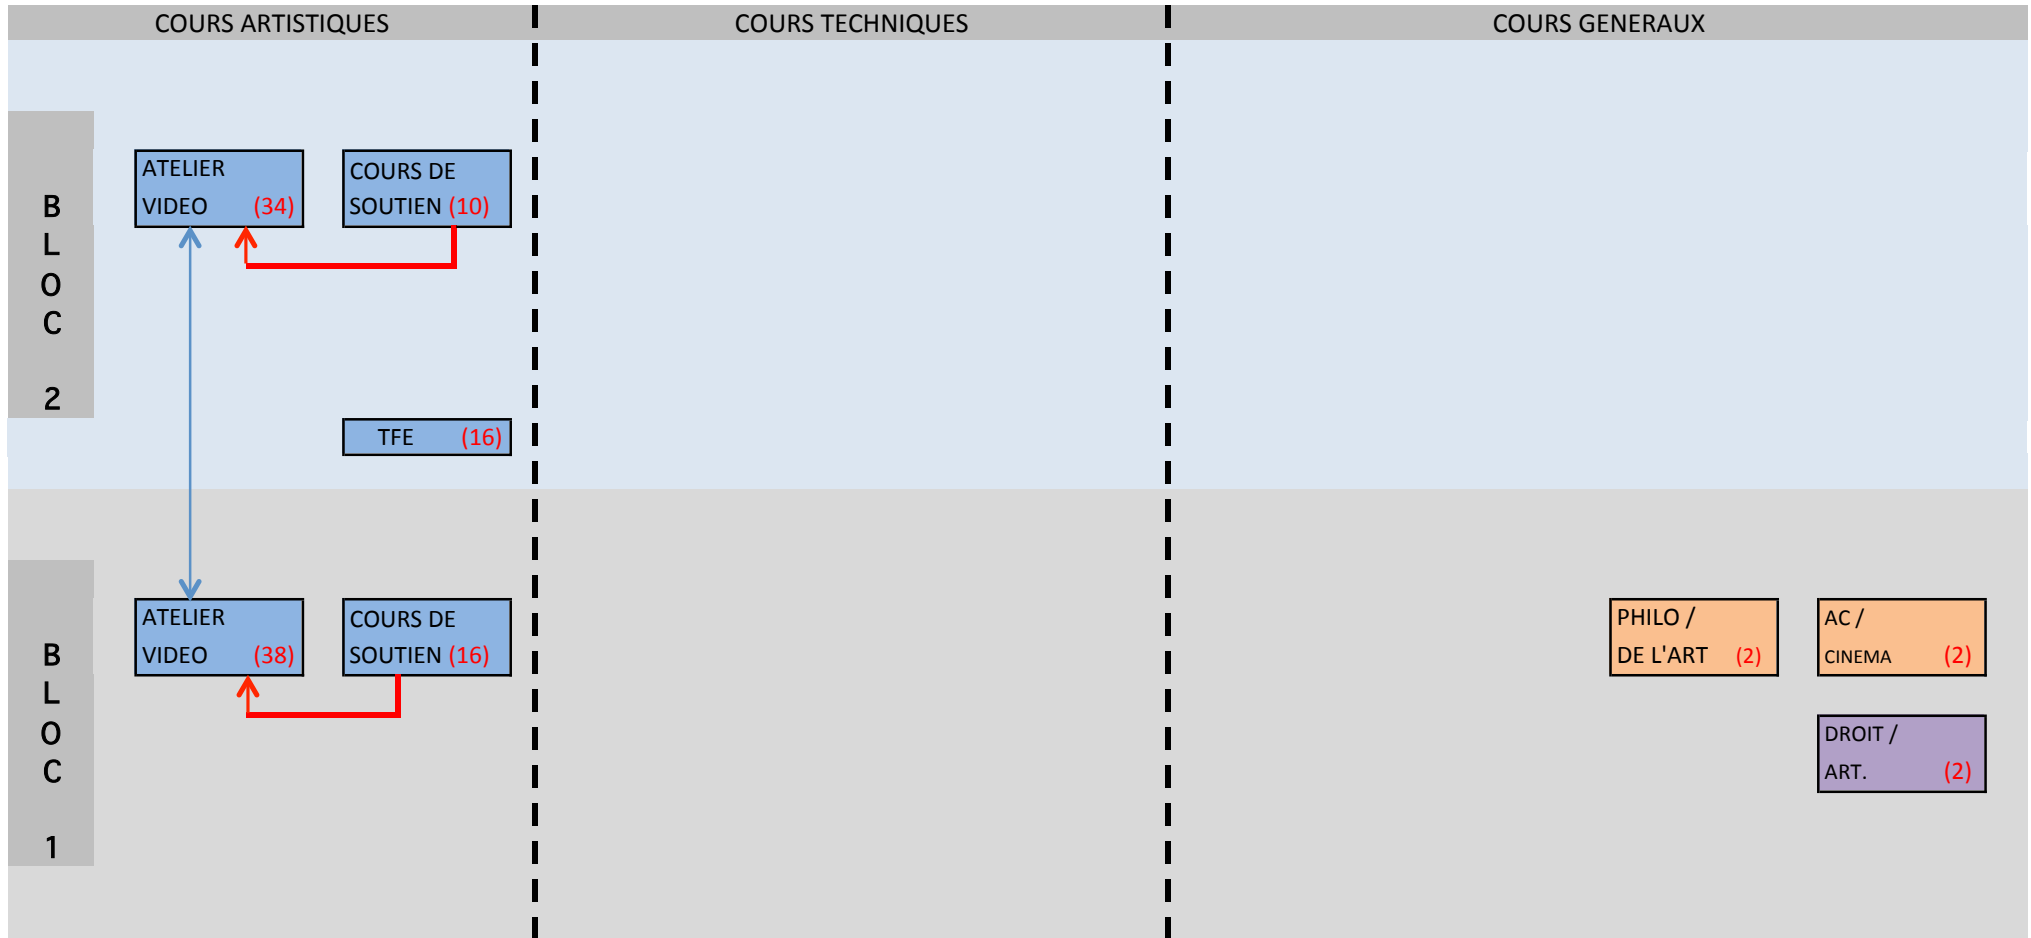 COURS ARTISTIQUES
COURS TECHNIQUES
COURS GENERAUX
B
L
O
C
2
ATELIER
VIDEO (34)
COURS DE
SOUTIEN (10)
TFE (16)
B
L
O
C
1
ATELIER
VIDEO (38)
COURS DE
SOUTIEN (16)
PHILO /
DE L'ART (2)
AC /
CINEMA (2)
DROIT /
ART. (2)